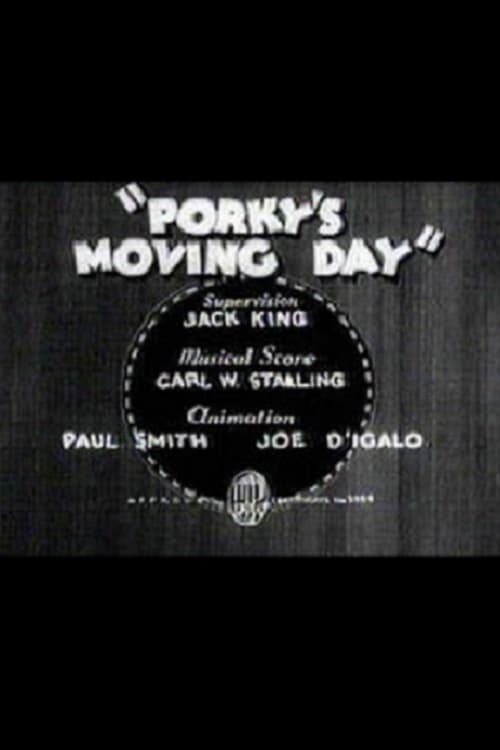 "PORKY'S
MOVING DAY"
Supervision
JACK KING
Musical Score
CARL W. STALLING
Animation
PAUL SMITH JOE D'IGALO